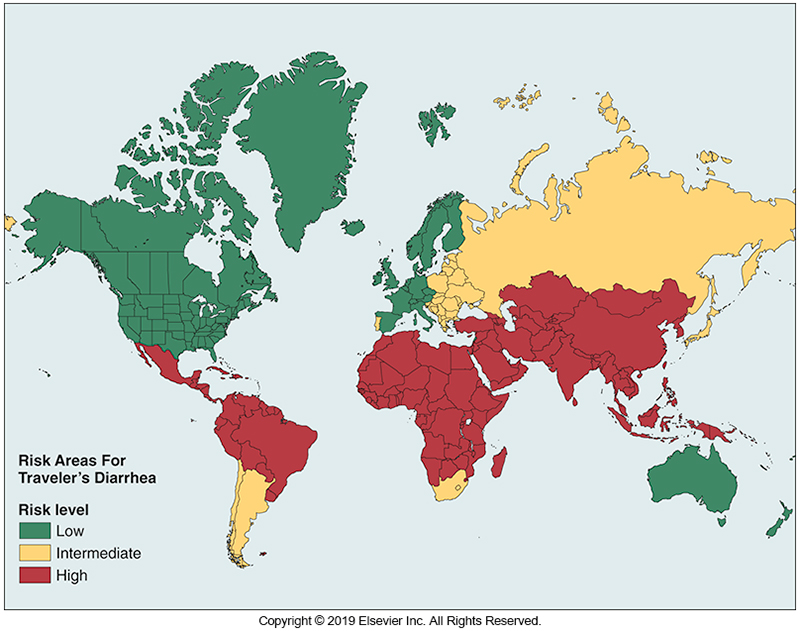 Risk Areas For
Traveler's Diarrhea
Risk level
Low
Intermediate
High
Copyright © 2019 Elsevier Inc. All Rights Reserved.